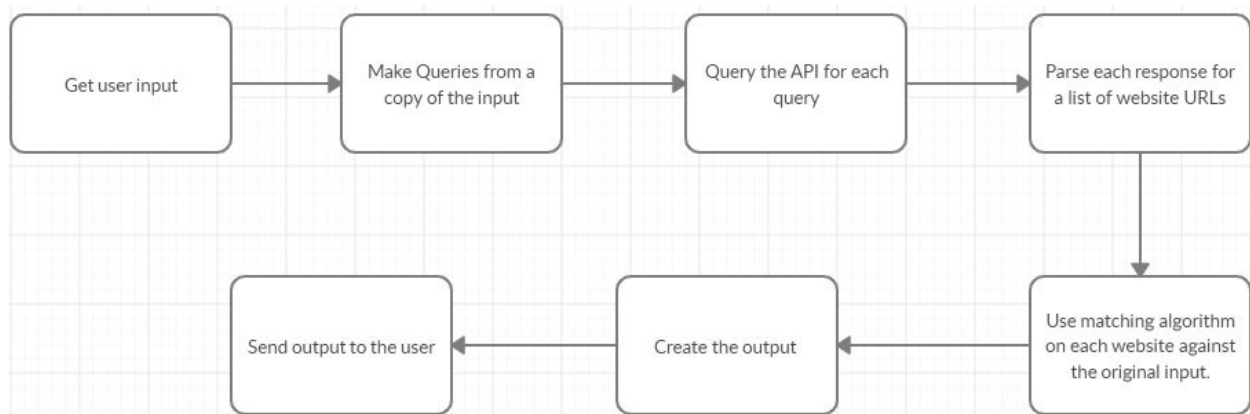 Get user input
Make Queries from a
copy of the input
Query the API for each
query
Parse each response for
a list of website URLs
Use matching algorithm
on each website against
the original input.
Create the output
Send output to the user